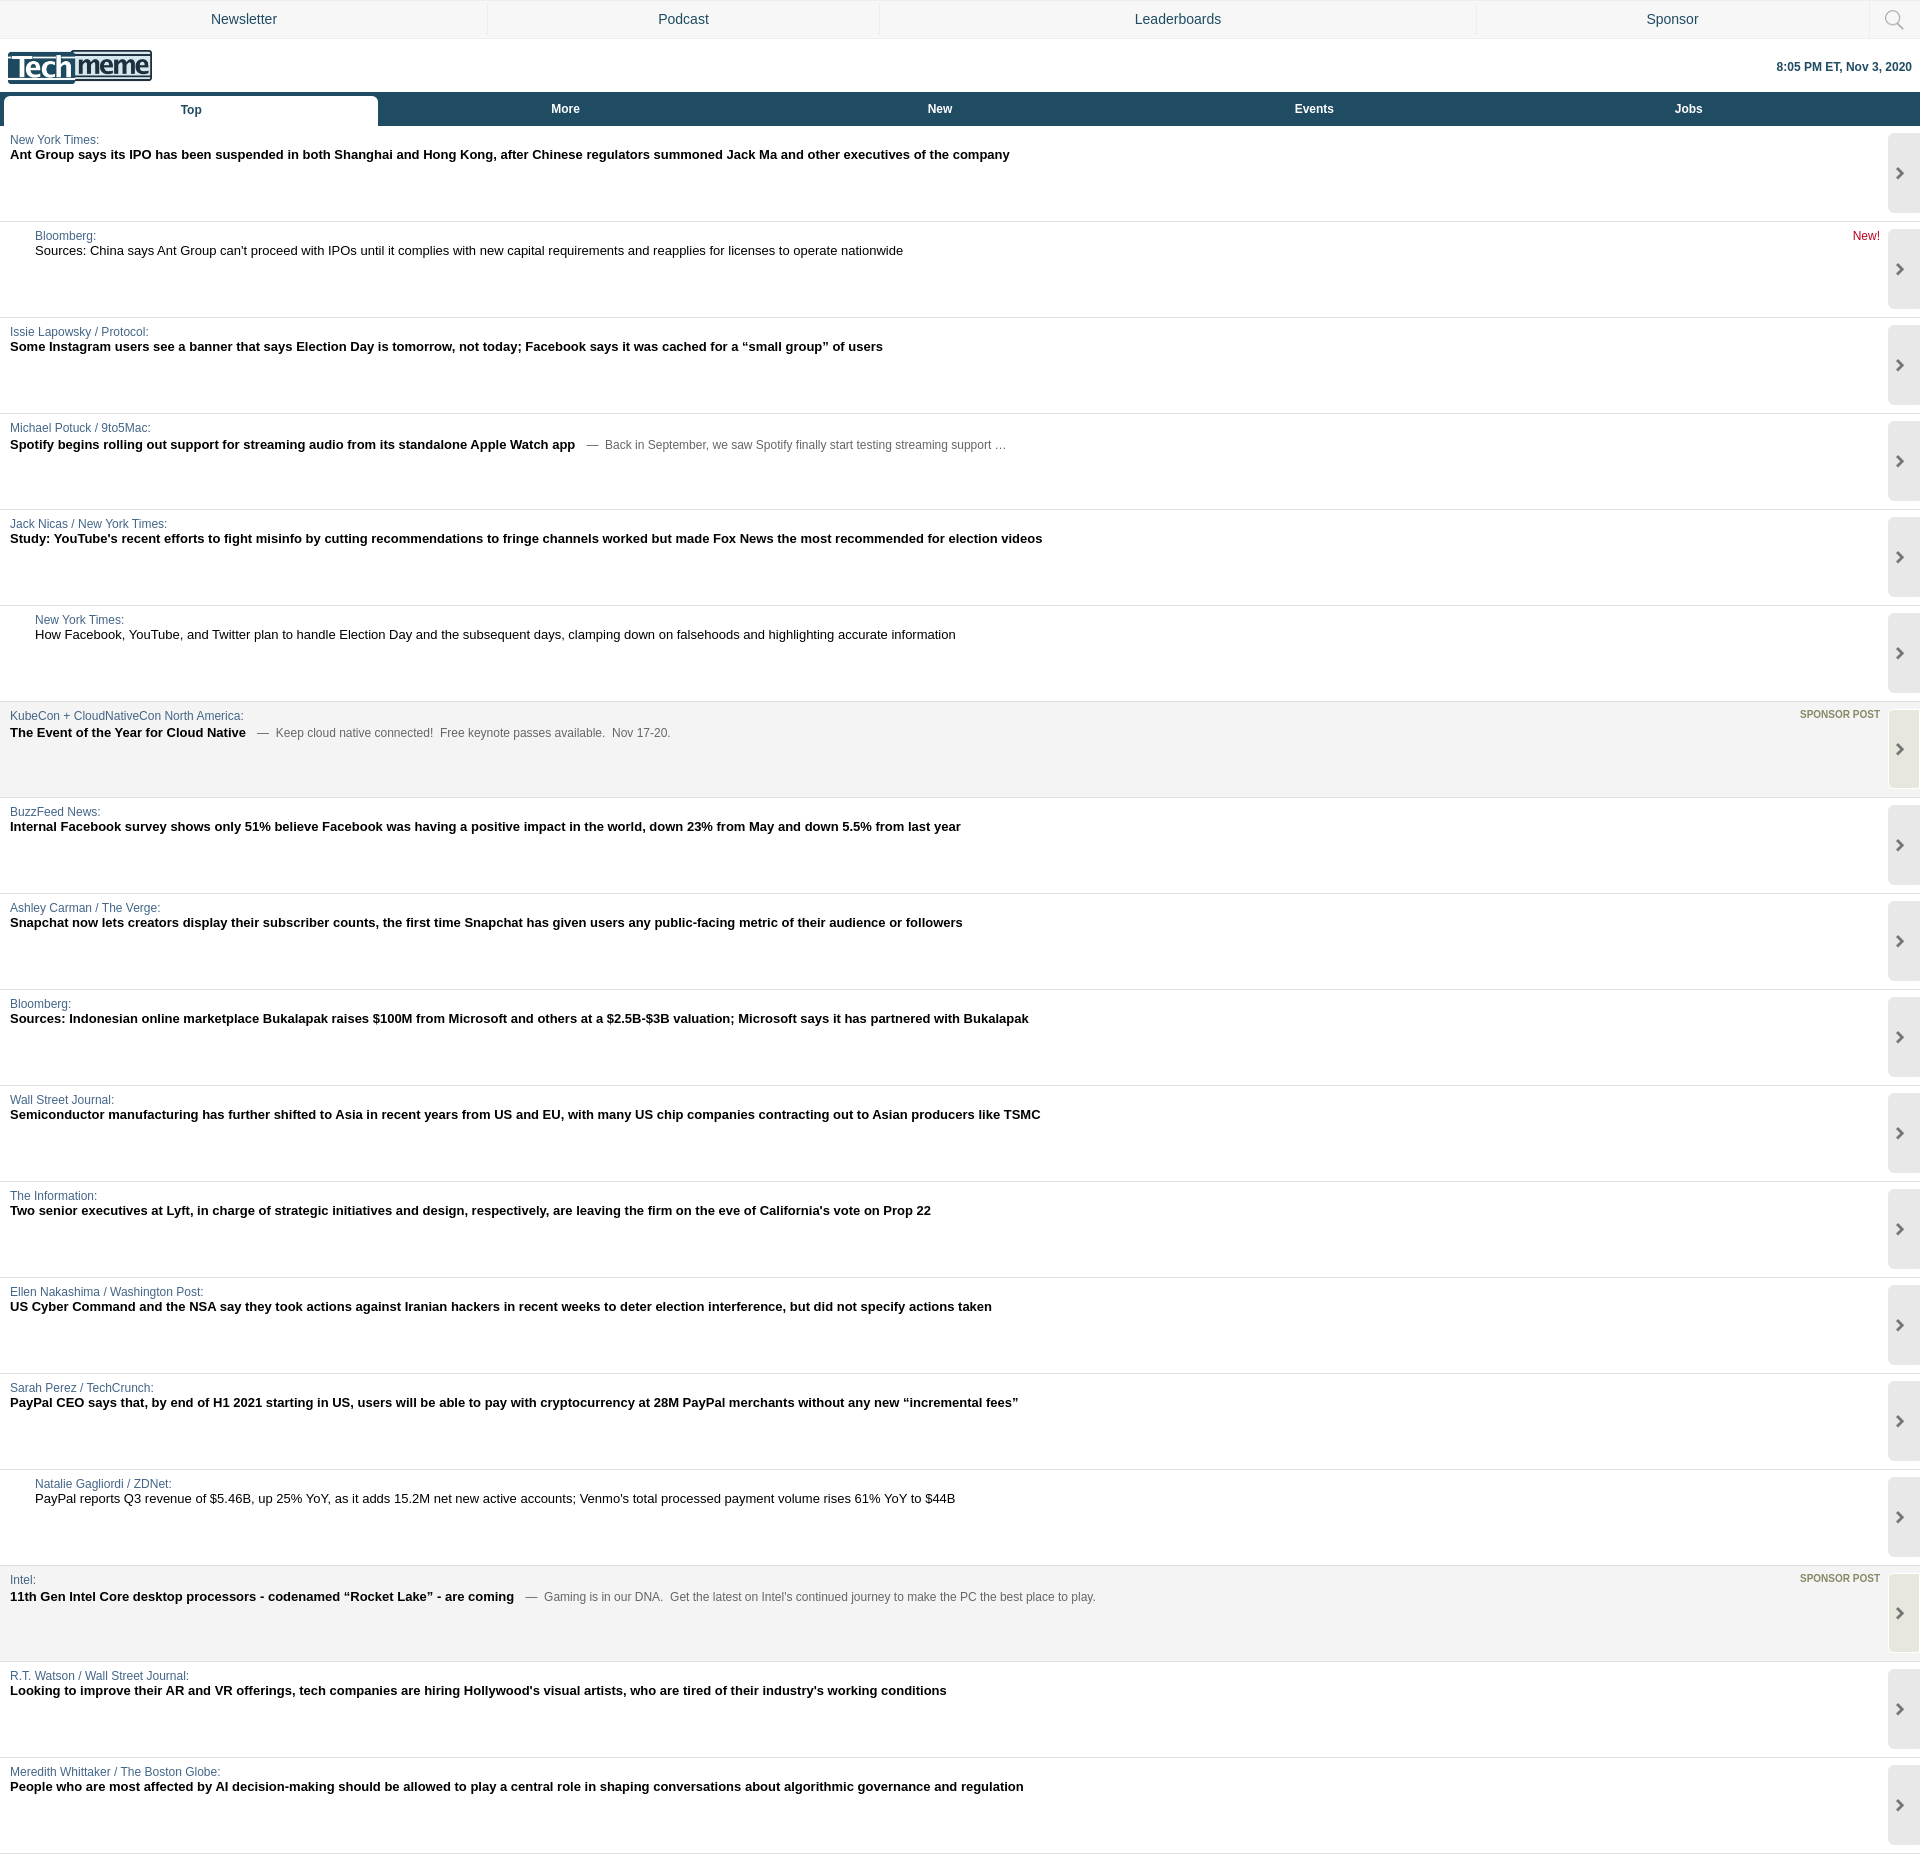 Newsletter
Podcast
Leaderboards
Sponsor
Techmeme
8:05 PM ET, Nov 3, 2020
Top
More
New
Events
Jobs
New York Times:
Ant Group says its IPO has been suspended in both Shanghai and Hong Kong, after Chinese regulators summoned Jack Ma and other executives of the company
Bloomberg:
New!
Sources: China says Ant Group can't proceed with IPOs until it complies with new capital requirements and reapplies for licenses to operate nationwide
Issie Lapowsky / Protocol:
Some Instagram users see a banner that says Election Day is tomorrow, not today; Facebook says it was cached for a “small group” of users
Michael Potuck / 9to5Mac:
Spotify begins rolling out support for streaming audio from its standalone Apple Watch app — Back in September, we saw Spotify finally start testing streaming support …
Jack Nicas / New York Times:
Study: YouTube's recent efforts to fight misinfo by cutting recommendations to fringe channels worked but made Fox News the most recommended for election videos
New York Times:
How Facebook, YouTube, and Twitter plan to handle Election Day and the subsequent days, clamping down on falsehoods and highlighting accurate information
KubeCon + CloudNativeCon North America:
SPONSOR POST
The Event of the Year for Cloud Native — Keep cloud native connected! Free keynote passes available. Nov 17-20.
BuzzFeed News:
Internal Facebook survey shows only 51% believe Facebook was having a positive impact in the world, down 23% from May and down 5.5% from last year
Ashley Carman / The Verge:
Snapchat now lets creators display their subscriber counts, the first time Snapchat has given users any public-facing metric of their audience or followers
Bloomberg:
Sources: Indonesian online marketplace Bukalapak raises $100M from Microsoft and others at a $2.5B-$3B valuation; Microsoft says it has partnered with Bukalapak
Wall Street Journal:
Semiconductor manufacturing has further shifted to Asia in recent years from US and EU, with many US chip companies contracting out to Asian producers like TSMC
The Information:
Two senior executives at Lyft, in charge of strategic initiatives and design, respectively, are leaving the firm on the eve of California's vote on Prop 22
Ellen Nakashima / Washington Post:
US Cyber Command and the NSA say they took actions against Iranian hackers in recent weeks to deter election interference, but did not specify actions taken
Sarah Perez / TechCrunch:
PayPal CEO says that, by end of H1 2021 starting in US, users will be able to pay with cryptocurrency at 28M PayPal merchants without any new “incremental fees”
Natalie Gagliordi / ZDNet:
PayPal reports Q3 revenue of $5.46B, up 25% YoY, as it adds 15.2M net new active accounts; Venmo's total processed payment volume rises 61% YoY to $44B
Intel:
SPONSOR POST
11th Gen Intel Core desktop processors - codenamed “Rocket Lake” - are coming — Gaming is in our DNA. Get the latest on Intel's continued journey to make the PC the best place to play.
R.T. Watson / Wall Street Journal:
Looking to improve their AR and VR offerings, tech companies are hiring Hollywood's visual artists, who are tired of their industry's working conditions
Meredith Whittaker / The Boston Globe:
People who are most affected by AI decision-making should be allowed to play a central role in shaping conversations about algorithmic governance and regulation